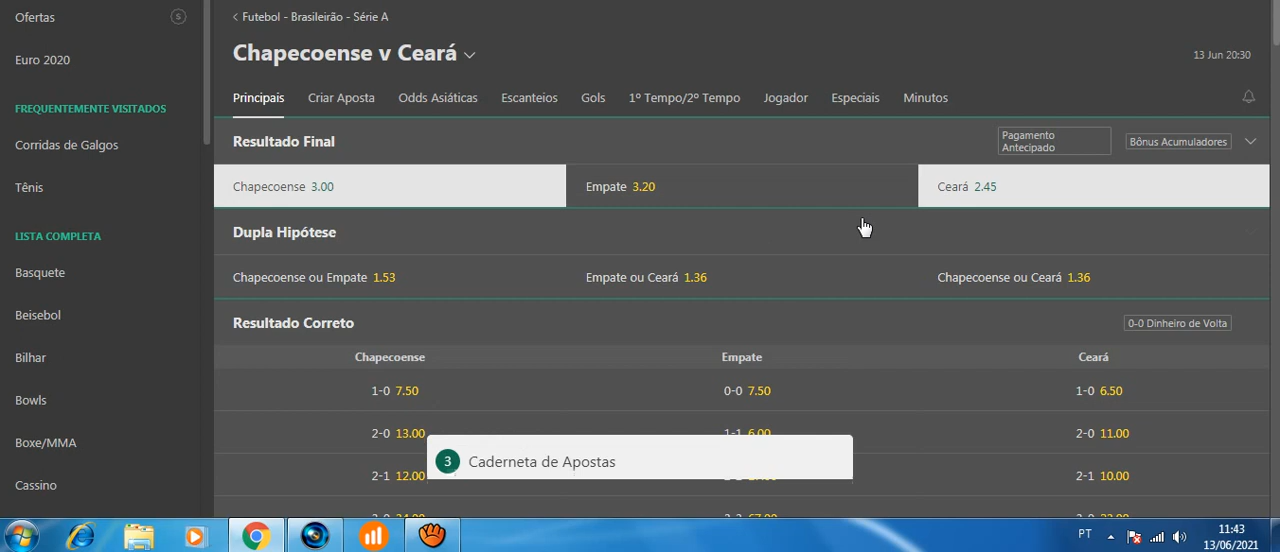 Ofertas
S
Euro 2020
FREQUENTEMENTE VISITADOS
Corridas de Galgos
Tênis
LISTA COMPLETA
Basquete
Beisebol
Bilhar
Bowls
Boxe/MMA
Cassino
< Futebol - Brasileirão - Série A
Chapecoense v Ceará
13 Jun 20:30
Principais Criar Aposta Odds Asiáticas Escanteios Gols 1º Tempo/2º Tempo Jogador Especiais Minutos
Resultado Final
Pagamento
Antecipado
Bônus Acumuladores
Chapecoense 3.00 Empate 3.20 Ceará 2.45
Dupla Hipótese
Chapecoense ou Empate 1.53 Empate ou Ceará 1.36 Chapecoense ou Ceará 1.36
Resultado Correto 0-0 Dinheiro de Volta
Chapecoense Empate Ceará
1-0 7.50 0-0 7.50 1-0 6.50
2-0 13.00 1-1 6.00 2-0 11.00
3 Caderneta de Apostas
2-1 12.00 2-1 10.00
PT 11:43
13/06/2021